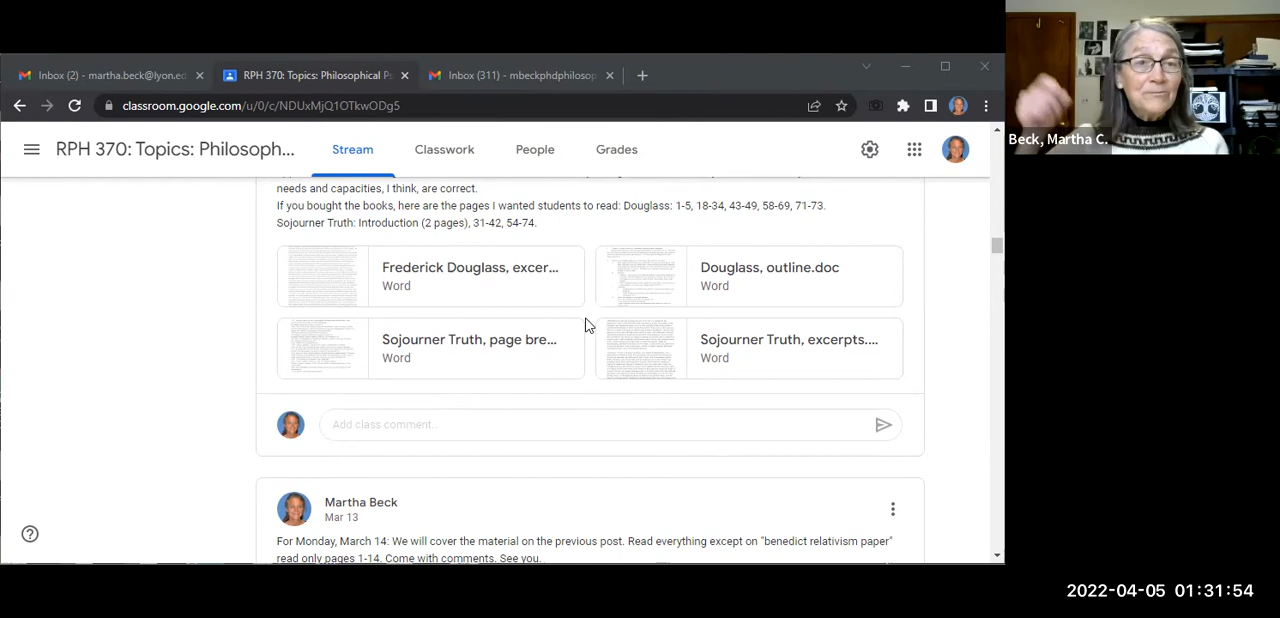 Inbox (2) - martha.beck@lyon.ed
RPH 370: Topics: Philosophical P
Inbox (311) - mbeckphdphilosop
classroom.google.com/u/0/c/NDUxMjQ1OTkwODg5
RPH 370: Topics: Philosoph...
Stream
Classwork
People
Grades
Beck, Martha C.
needs and capacities, I think, are correct.
If you bought the books, here are the pages I wanted students to read: Douglass: 1-5, 18-34, 43-49, 58-69, 71-73.
Sojourner Truth: Introduction (2 pages), 31-42, 54-74.
Frederick Douglass, excer...
Word
Douglass, outline.doc
Word
Sojourner Truth, page bre...
Word
Sojourner Truth, excerpts....
Word
Add class comment...
Martha Beck
Mar 13
For Monday, March 14: We will cover the material on the previous post. Read everything except on "benedict relativism paper"
read only pages 1-14. Come with comments. See you.
2022-04-05 01:31:54